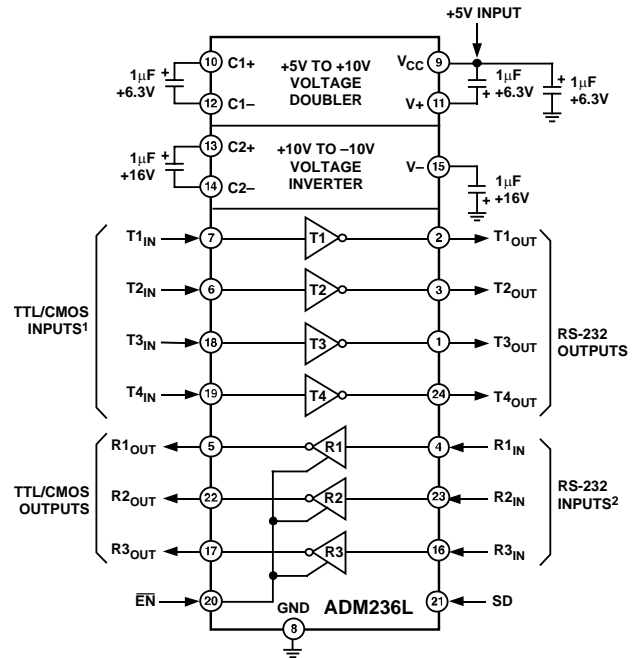 +5V INPUT
10 C1+ +5V TO +10V VOLTAGE DOUBLER VCC 9
1µF +6.3V
12 C1– V+ 11
1µF +6.3V
1µF +6.3V
13 C2+ +10V TO –10V VOLTAGE INVERTER V– 15
1µF +16V
14 C2–
1µF +16V
T1IN 7 T1 2 T1OUT
T2IN 6 T2 3 T2OUT
TTL/CMOS INPUTS1
RS-232 OUTPUTS
T3IN 18 T3 1 T3OUT
T4IN 19 T4 24 T4OUT
R1OUT 5 R1 4 R1IN
TTL/CMOS OUTPUTS
R2OUT 22 R2 23 R2IN
RS-232 INPUTS2
R3OUT 17 R3 16 R3IN
EN 20 GND ADM236L 21 SD
8